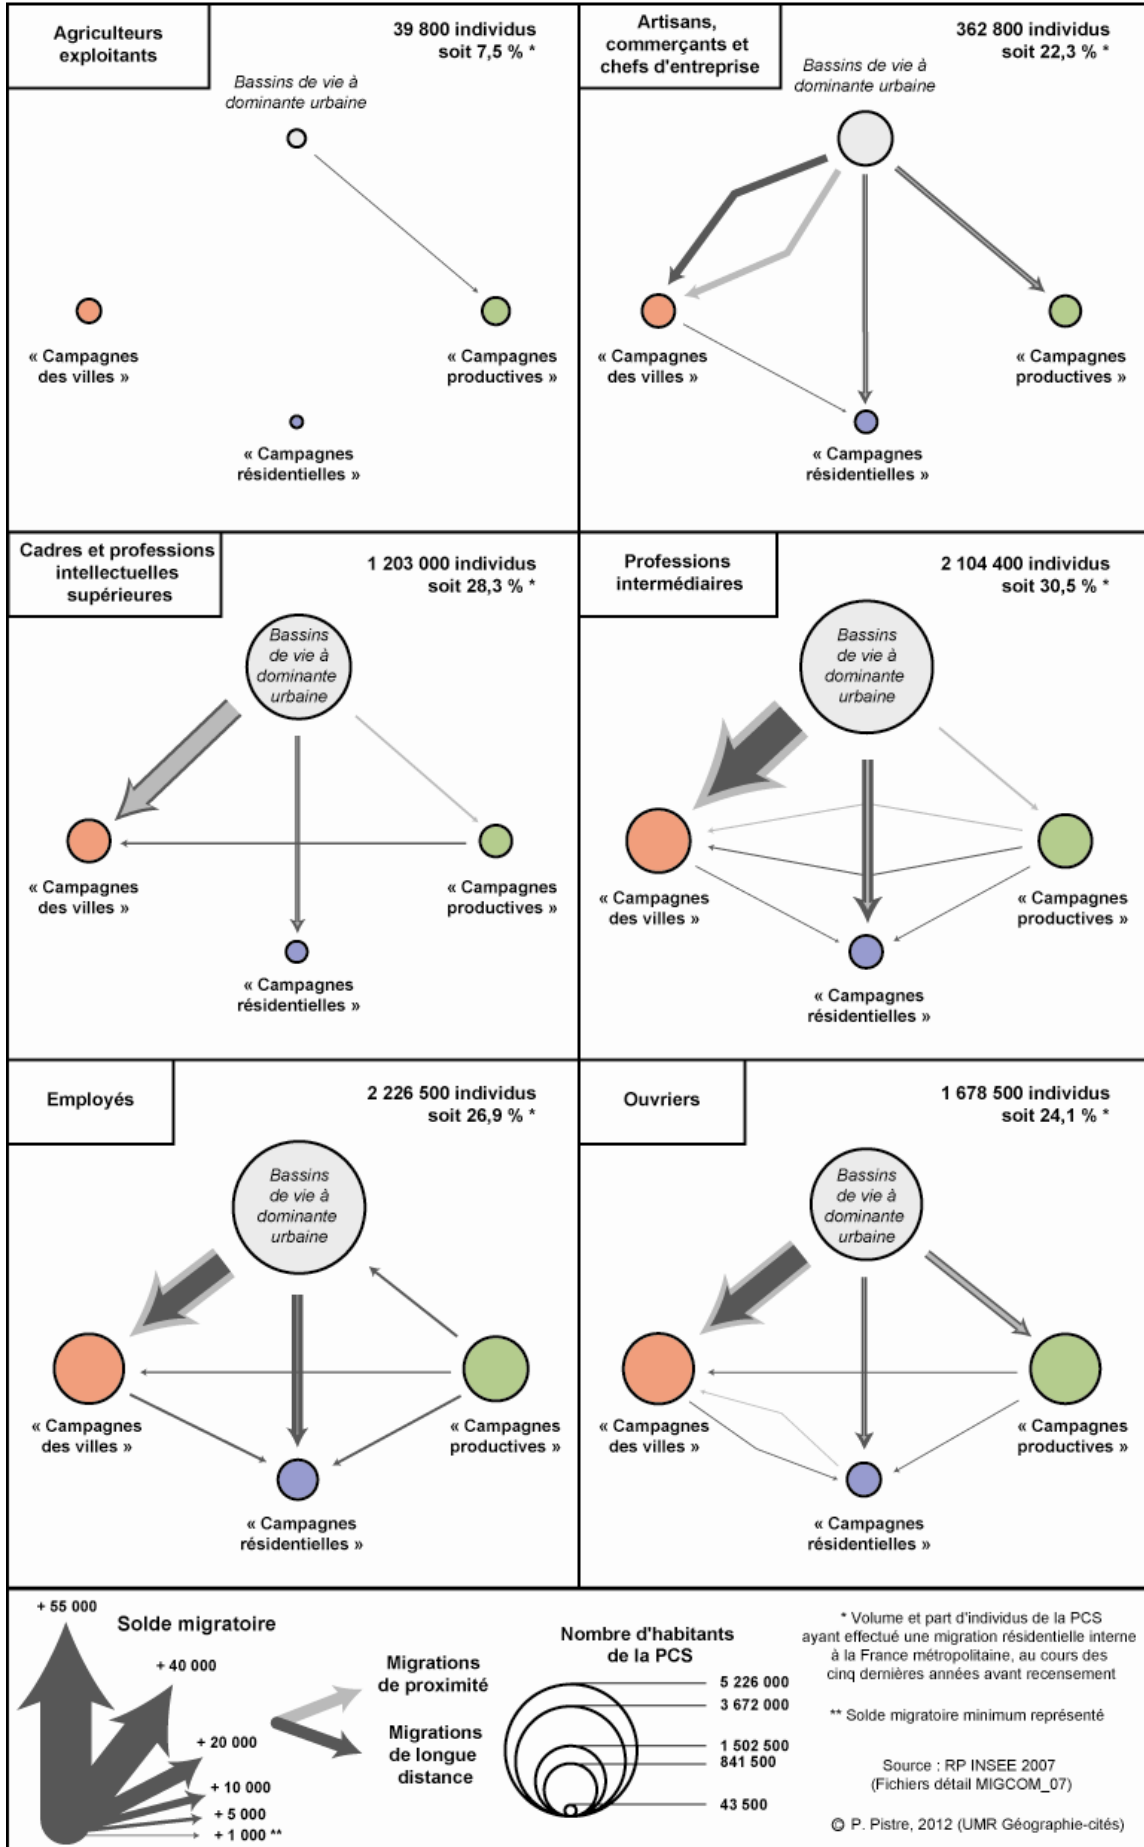 Agriculteurs
exploitants
39 800 individus
soit 7,5 % *
Bassins de vie à
dominante urbaine
« Campagnes
des villes »
« Campagnes
productives »
« Campagnes
résidentielles »
Artisans,
commerçants et
chefs d'entreprise
362 800 individus
soit 22,3 % *
Bassins de vie à
dominante urbaine
« Campagnes
des villes »
« Campagnes
productives »
« Campagnes
résidentielles »
Cadres et professions
intellectuelles
supérieures
1 203 000 individus
soit 28,3 % *
Bassins
de vie à
dominante
urbaine
« Campagnes
des villes »
« Campagnes
productives »
« Campagnes
résidentielles »
Professions
intermédiaires
2 104 400 individus
soit 30,5 % *
Bassins
de vie à
dominante
urbaine
« Campagnes
des villes »
« Campagnes
productives »
« Campagnes
résidentielles »
Employés
2 226 500 individus
soit 26,9 % *
Bassins
de vie à
dominante
urbaine
« Campagnes
des villes »
« Campagnes
productives »
« Campagnes
résidentielles »
Ouvriers
1 678 500 individus
soit 24,1 % *
Bassins
de vie à
dominante
urbaine
« Campagnes
des villes »
« Campagnes
productives »
« Campagnes
résidentielles »
Solde migratoire
+ 55 000
+ 40 000
+ 20 000
+ 10 000
+ 5 000
+ 1 000 **
Migrations
de proximité
Migrations
de longue
distance
Nombre d'habitants
de la PCS
5 226 000
3 672 000
1 502 500
841 500
43 500
* Volume et part d'individus de la PCS
ayant effectué une migration résidentielle interne
à la France métropolitaine, au cours des
cinq dernières années avant recensement
** Solde migratoire minimum représenté
Source : RP INSEE 2007
(Fichiers détail MIGCOM_07)
© P. Pistre, 2012 (UMR Géographie-cités)